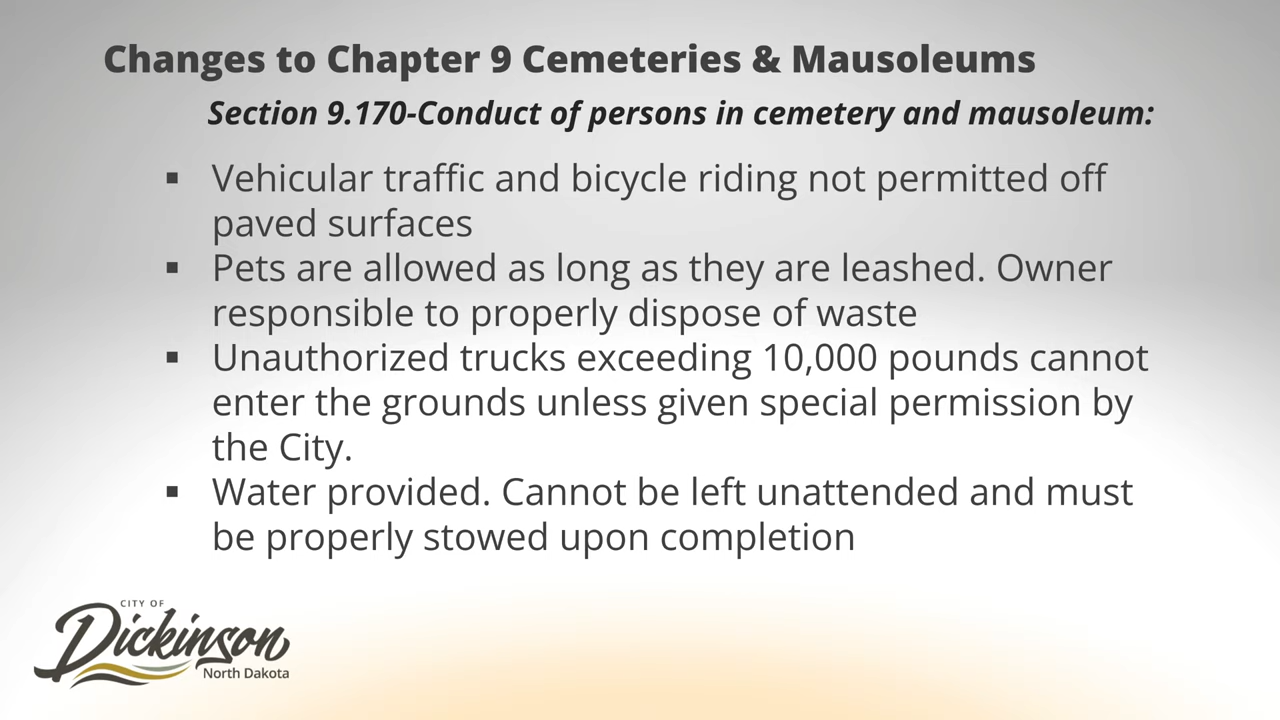 Changes to Chapter 9 Cemeteries & Mausoleums
Section 9.170-Conduct of persons in cemetery and mausoleum:
▪ Vehicular traffic and bicycle riding not permitted off
paved surfaces
▪ Pets are allowed as long as they are leashed. Owner
responsible to properly dispose of waste
▪ Unauthorized trucks exceeding 10,000 pounds cannot
enter the grounds unless given special permission by
the City.
▪ Water provided. Cannot be left unattended and must
be properly stowed upon completion
CITY OF
Dickinson
North Dakota